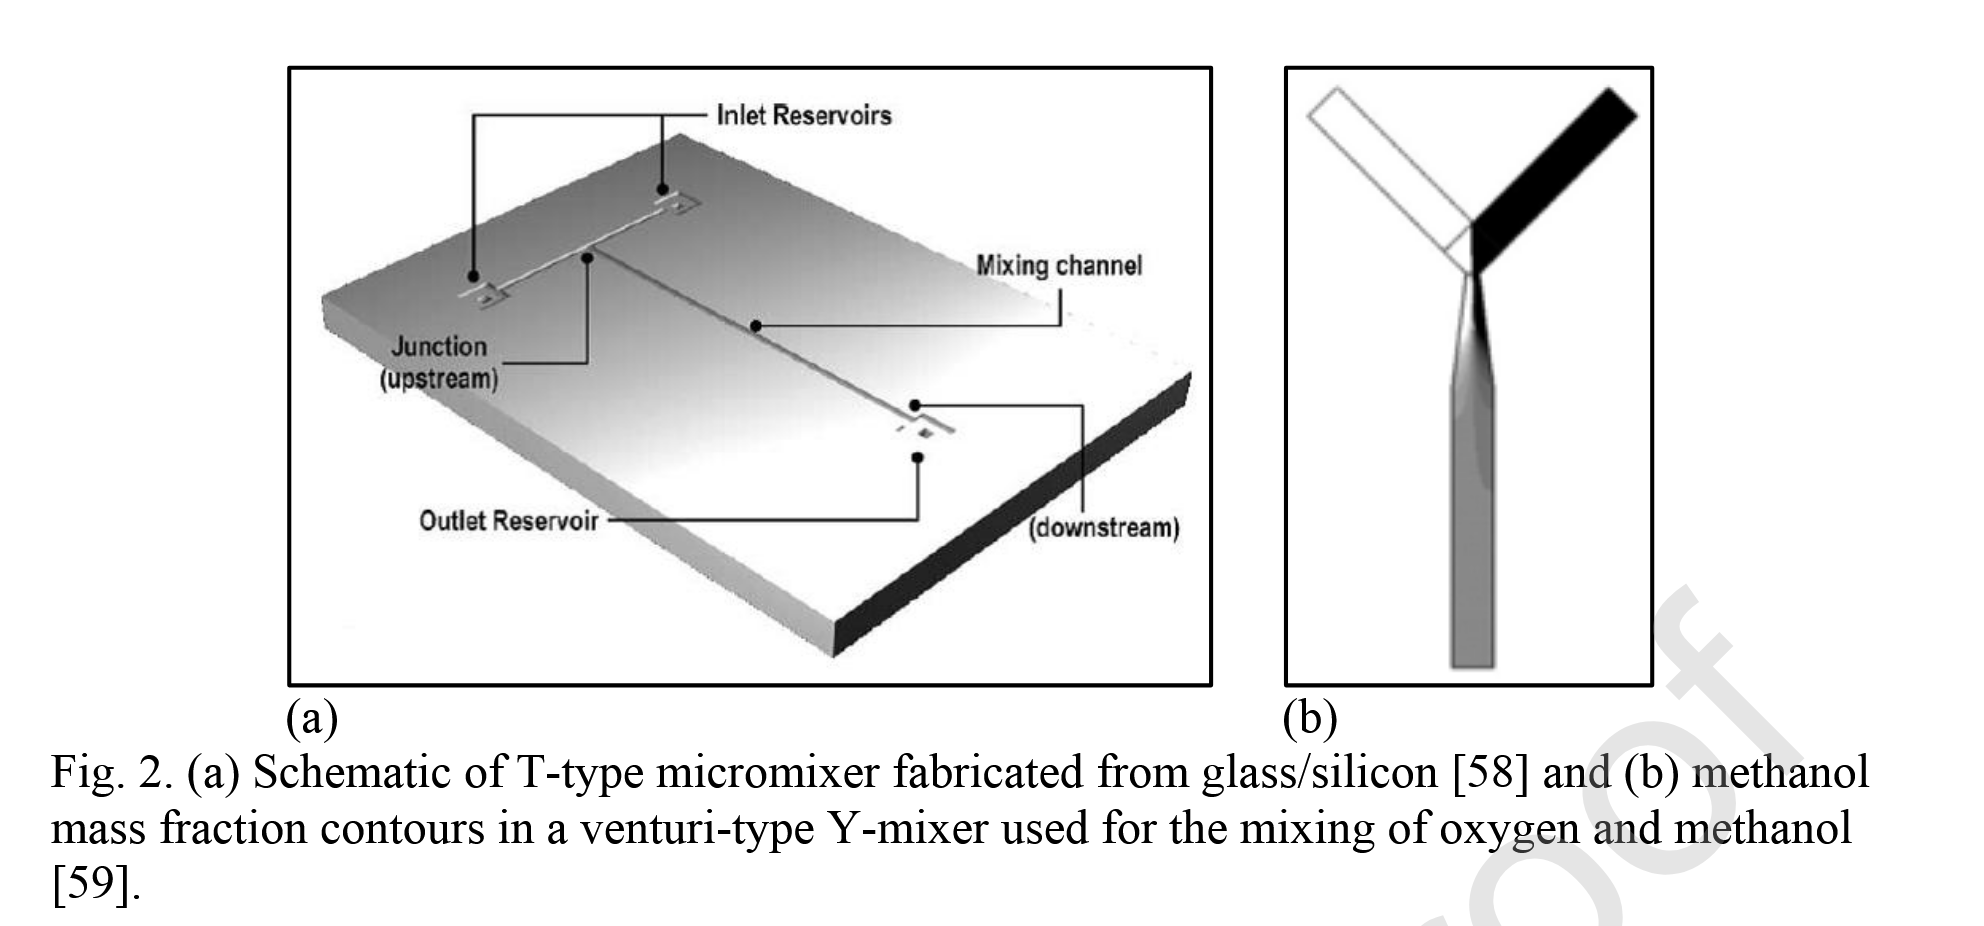 Inlet Reservoirs
Mixing channel
Junction
(upstream)
Outlet Reservoir
(downstream)
(a)
(b)
Fig. 2. (a) Schematic of T-type micromixer fabricated from glass/silicon [58] and (b) methanol
mass fraction contours in a venturi-type Y-mixer used for the mixing of oxygen and methanol
[59].
roof